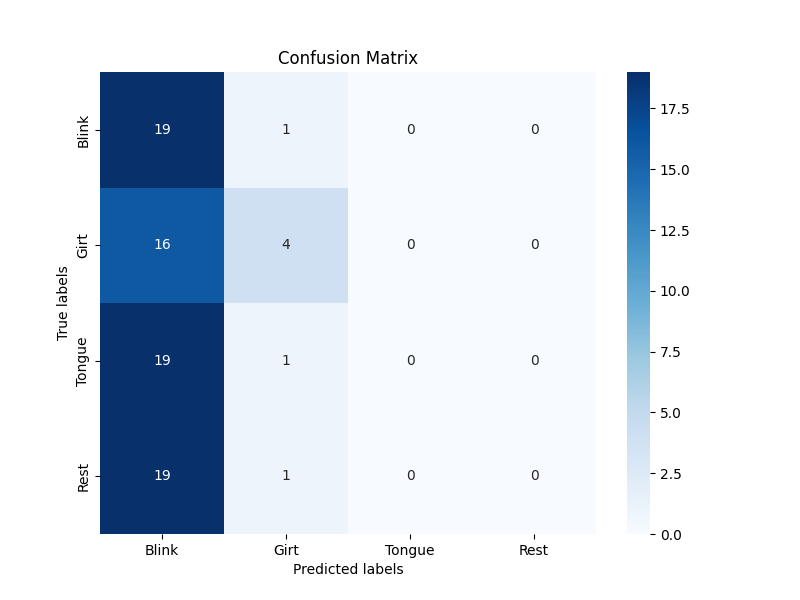 Confusion Matrix
Blink 19 1 0 0
Girt 16 4 0 0
Tongue 19 1 0 0
Rest 19 1 0 0
True labels
Blink Girt Tongue Rest
Predicted labels
17.5
15.0
12.5
10.0
7.5
5.0
2.5
0.0